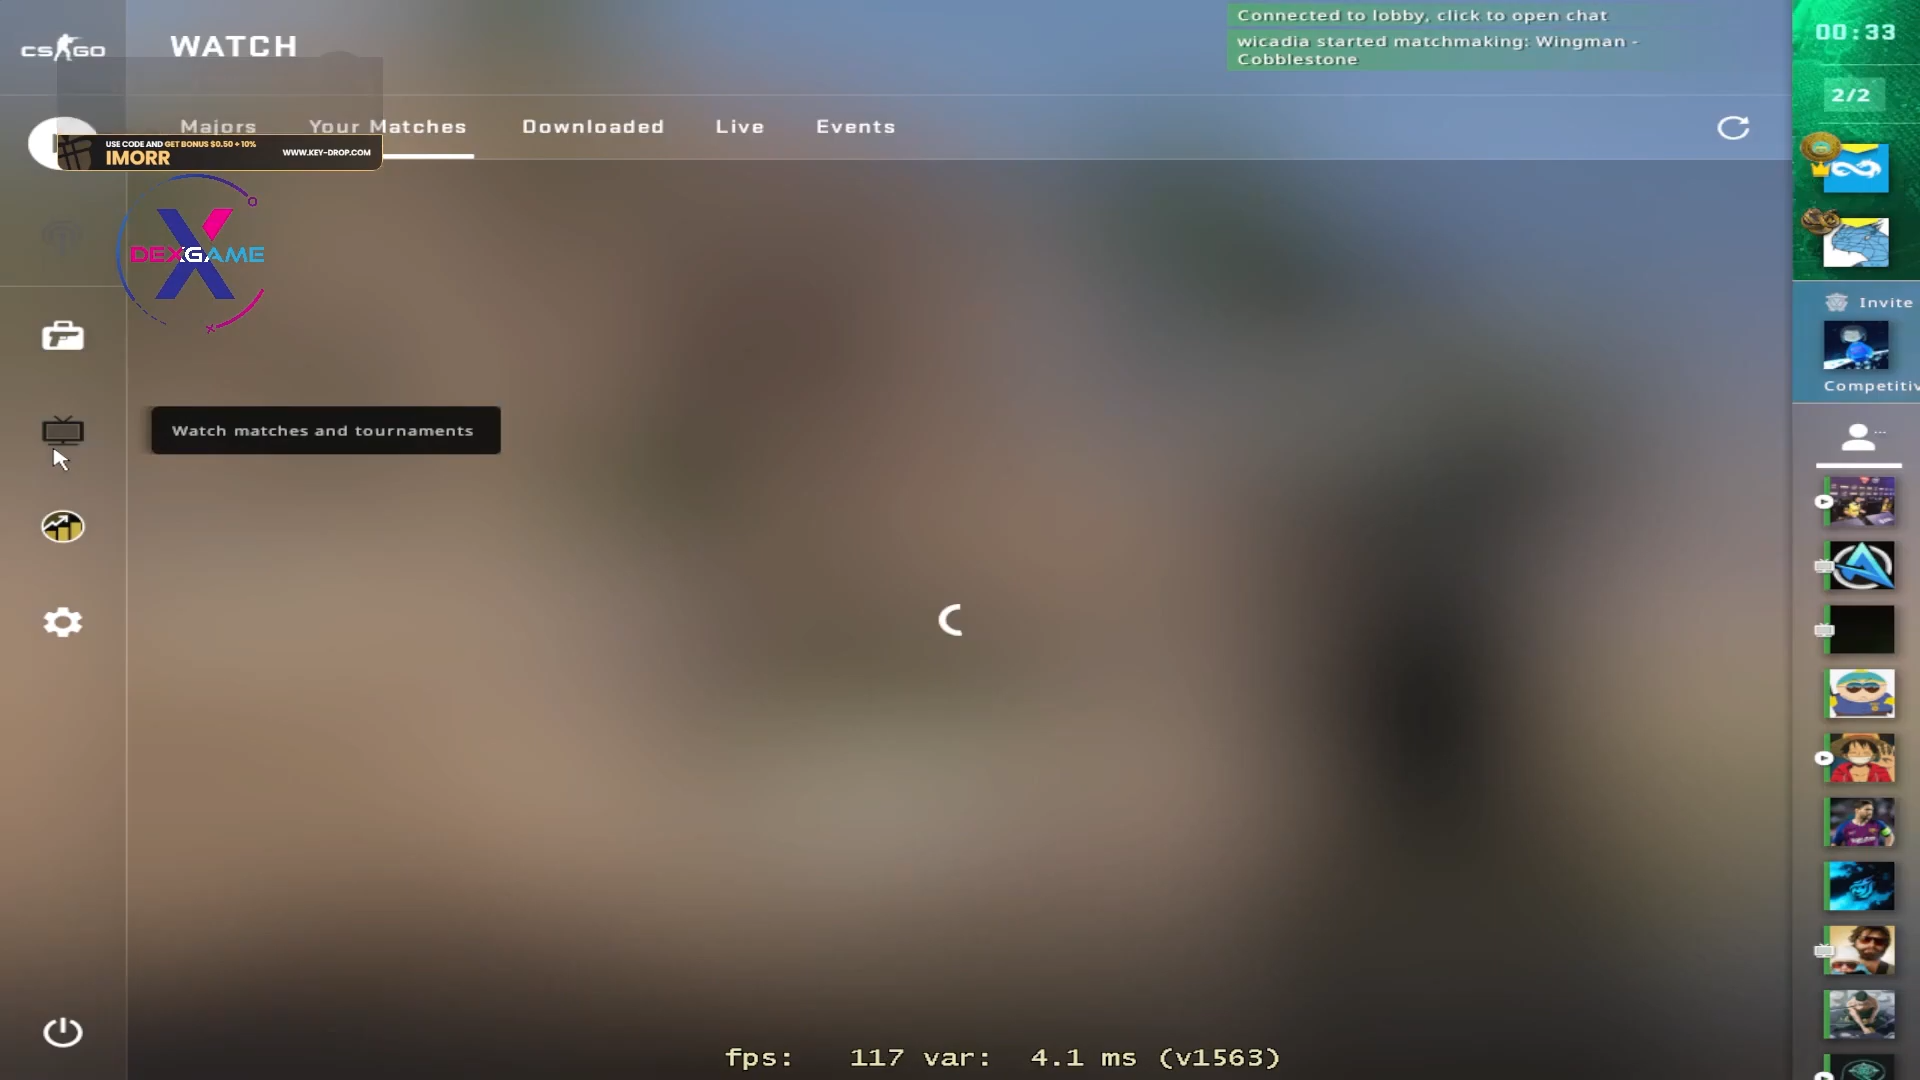 CS GO
WATCH
Connected to lobby, click to open chat
wicadia started matchmaking: Wingman -
Cobblestone
00:33
2/2
Majors
Your Matches
Downloaded
Live
Events
USE CODE AND GET BONUS $0.50 + 10%
IMORR
WWW.KEY-DROP.COM
DEXGAME
Invite
Competitiv
Watch matches and tournaments
fps: 117 var: 4.1 ms (v1563)